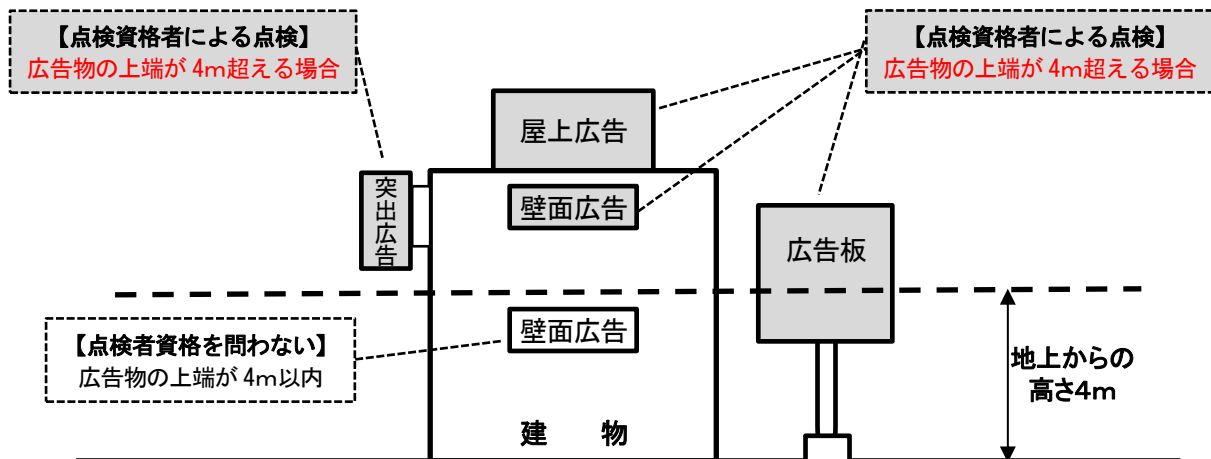 【点検資格者による点検】
広告物の上端が 4m超える場合
【点検資格者による点検】
広告物の上端が 4m超える場合
屋上広告
突出広告
壁面広告
広告板
壁面広告
【点検者資格を問わない】
広告物の上端が 4m以内
地上からの
高さ4m
建　物